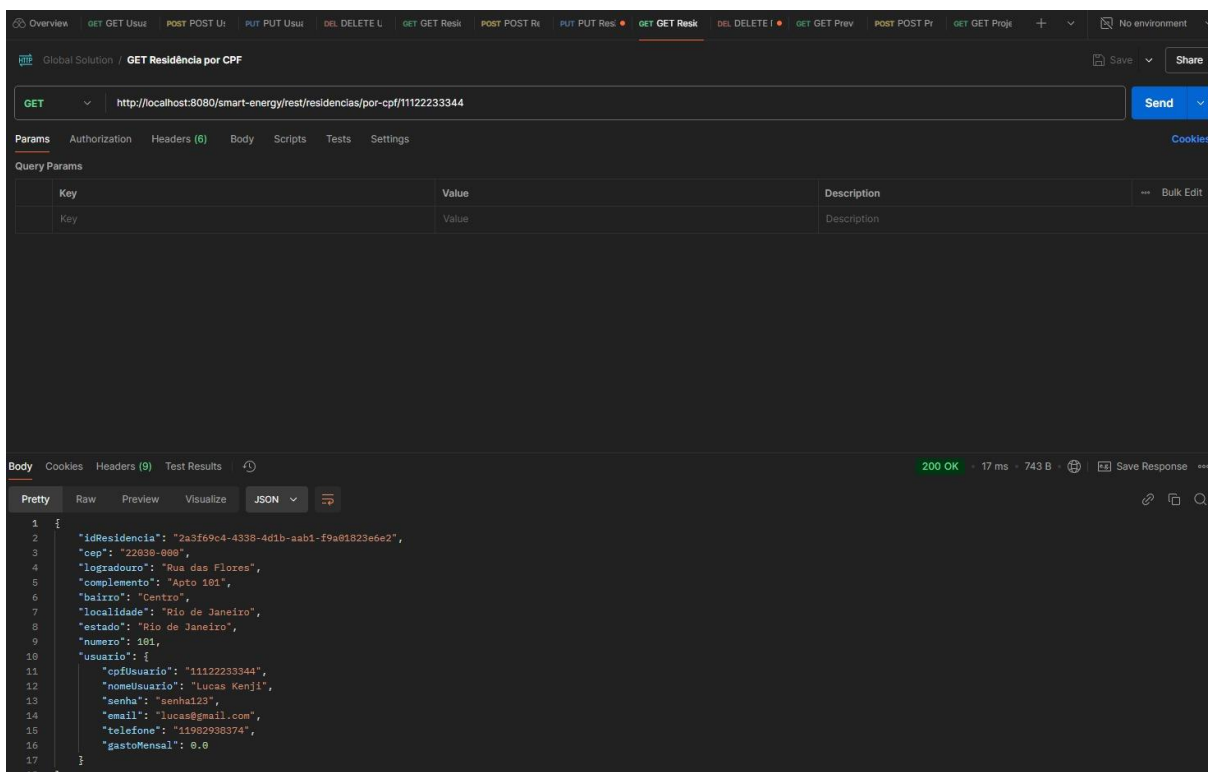 Overview GET GET Usua POST POST U: PUT PUT Usua DEL DELETE U GET GET Resid POST POST Re PUT PUT Resi GET GET Resid DEL DELETE GET GET Prev POST POST Pr GET GET Proje No environment
HTTP Global Solution / GET Residência por CPF Save Share
GET http://localhost:8080/smart-energy/rest/residencias/por-cpf/11122233344 Send
Params Authorization Headers (6) Body Scripts Tests Settings Cookies
Query Params
Key Value Description Bulk Edit
Key Value Description
Body Cookies Headers (9) Test Results 200 OK 17 ms 743 B Save Response
Pretty Raw Preview Visualize JSON
1 {
2 "idResidencia": "2a3f69c4-4338-4d1b-aab1-f9a01823e6e2",
3 "cep": "22030-000",
4 "logradouro": "Rua das Flores",
5 "complemento": "Apto 101",
6 "bairro": "Centro",
7 "localidade": "Rio de Janeiro",
8 "estado": "Rio de Janeiro",
9 "numero": 101,
10 "usuario": {
11 "cpfUsuario": "11122233344",
12 "nomeUsuario": "Lucas Kenji",
13 "senha": "senha123",
14 "email": "lucas@gmail.com",
15 "telefone": "11982938374",
16 "gastoMensal": 0.0
17 }